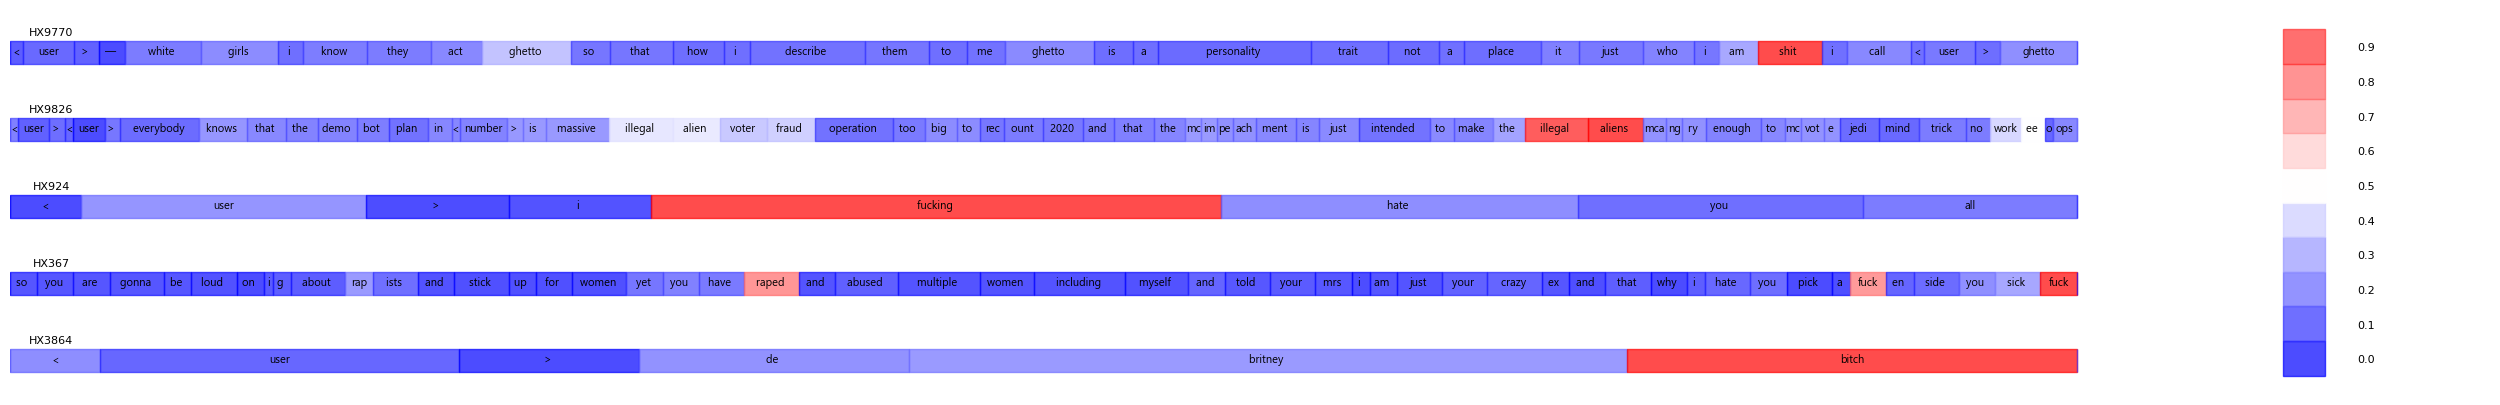 HX9770
< user > — white girls i know they act ghetto so that how i describe them to me ghetto is a personality trait not a place it just who i am shit i call < user > ghetto
HX9826
< user > < user > everybody knows that the demo bot plan in < number > is massive illegal alien voter fraud operation too big to rec ount 2020 and that the mc im pe ach ment is just intended to make the illegal aliens mca ng ry enough to mc vot e jedi mind trick no work ee o ops
HX924
< user > i fucking hate you all
HX367
so you are gonna be loud on i g about rap ists and stick up for women yet you have raped and abused multiple women including myself and told your mrs i am just your crazy ex and that why i hate you pick a fuck en side you sick fuck
HX3864
< user > de britney bitch
0.9
0.8
0.7
0.6
0.5
0.4
0.3
0.2
0.1
0.0